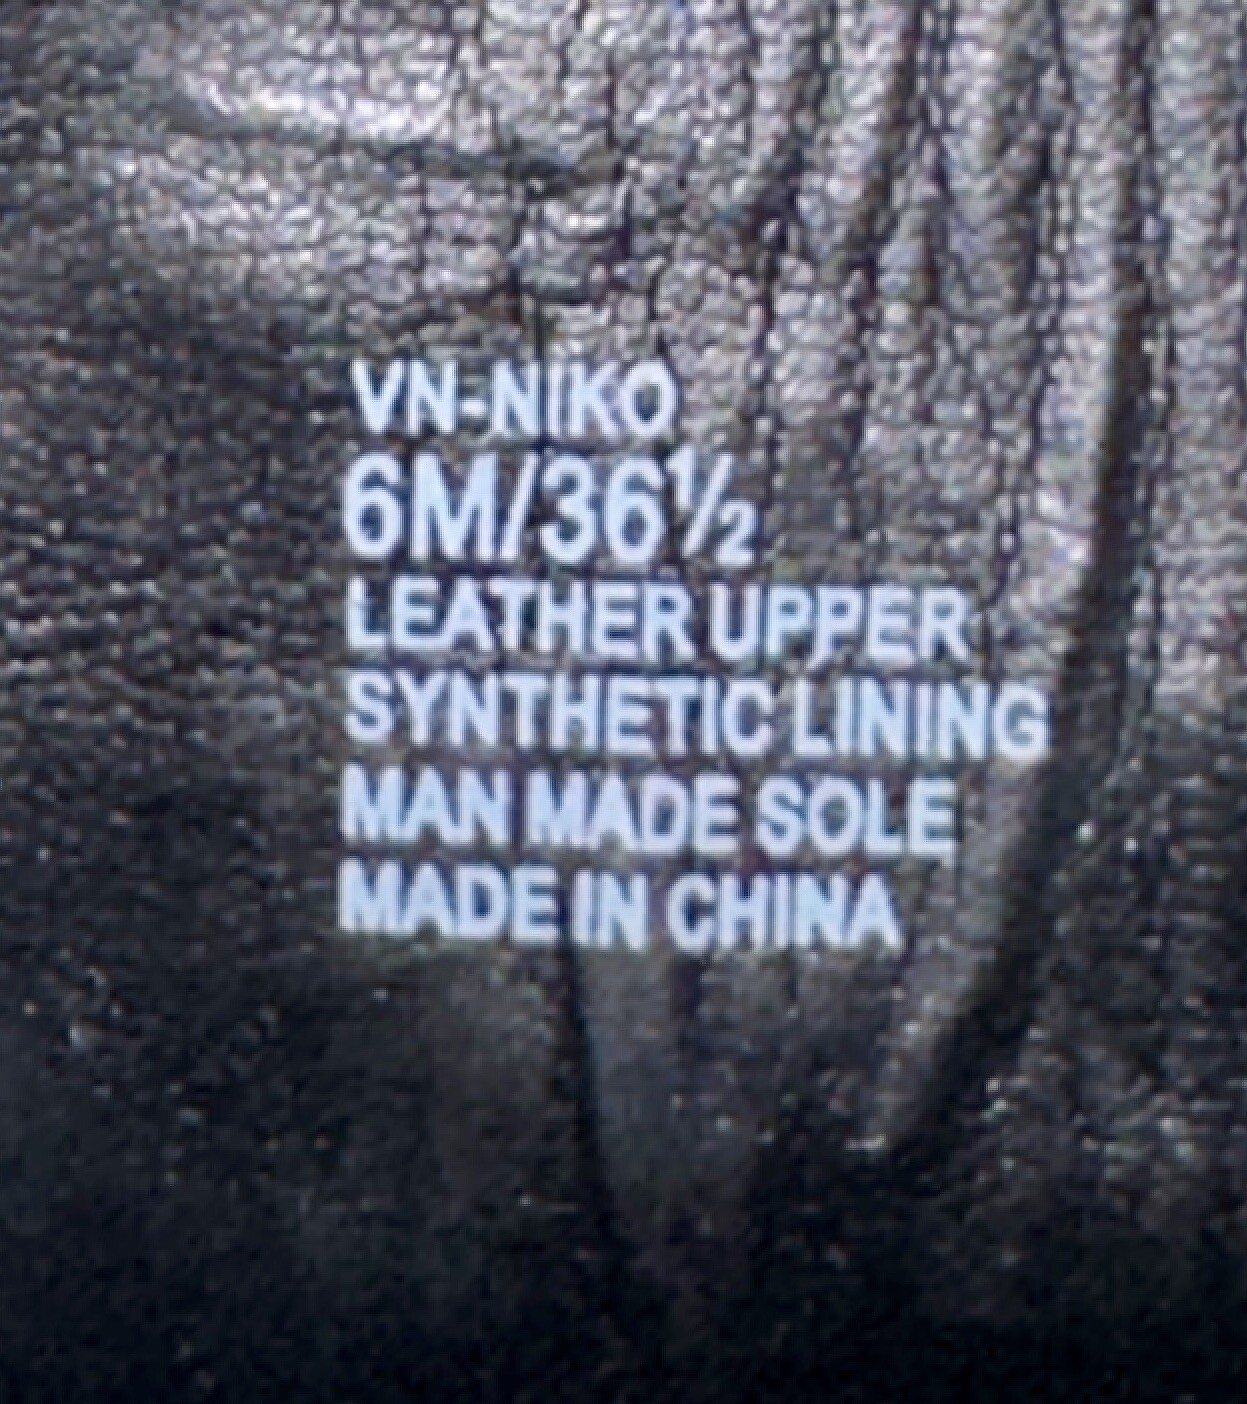 VN-NIKO
6M/36½
LEATHER UPPER
SYNTHETIC LINING
MAN MADE SOLE
MADE IN CHINA